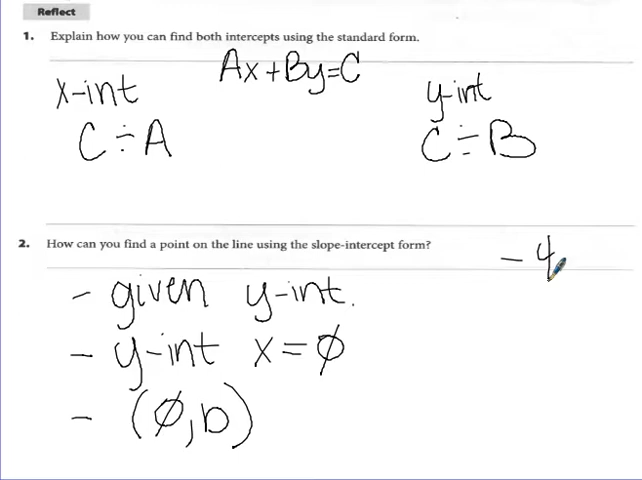 Reflect
1. Explain how you can find both intercepts using the standard form.
Ax+By=C
x-int
y-int
C÷A
C÷B
2. How can you find a point on the line using the slope-intercept form?
- 4
- given y-int.
- y-int x=∅
- (∅,b)